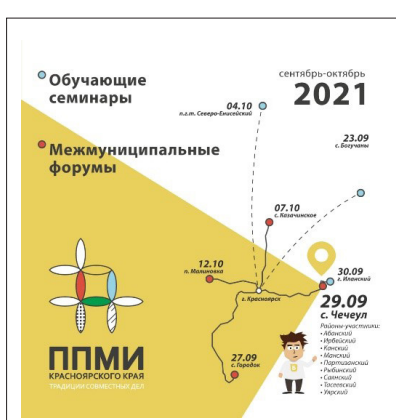 Обучающие
семинары
Межмуниципальные
форумы
сентябрь-октябрь
2021
04.10
п.г.т. Северо-Енисейский
23.09
с. Богучаны
07.10
с. Казачинское
12.10
п. Малиновка
г. Красноярск
30.09
г. Иланский
29.09
с. Чечеул
Районы-участники:
• Абанский
• Ирбейский
• Канский
• Манский
• Партизанский
• Рыбинский
• Саянский
• Тасеевский
• Уярский
27.09
с. Городок
ППМИ
КРАСНОЯРСКОГО КРАЯ
ТРАДИЦИИ СОВМЕСТНЫХ ДЕЛ